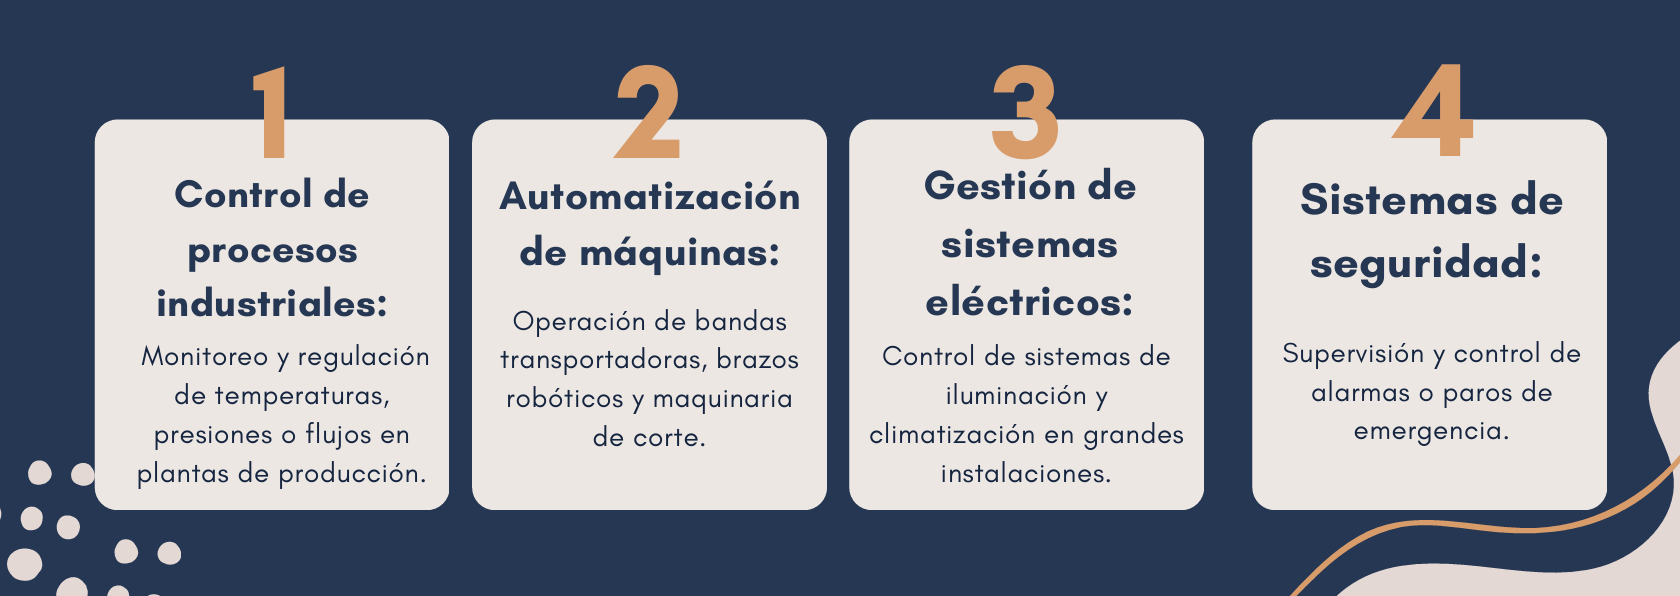 1
Control de
procesos
industriales:
Monitoreo y regulación
de temperaturas,
presiones o flujos en
plantas de producción.
2
Automatización
de máquinas:
Operación de bandas
transportadoras, brazos
robóticos y maquinaria
de corte.
3
Gestión de
sistemas
eléctricos:
Control de sistemas de
iluminación y
climatización en grandes
instalaciones.
4
Sistemas de
seguridad:
Supervisión y control de
alarmas o paros de
emergencia.